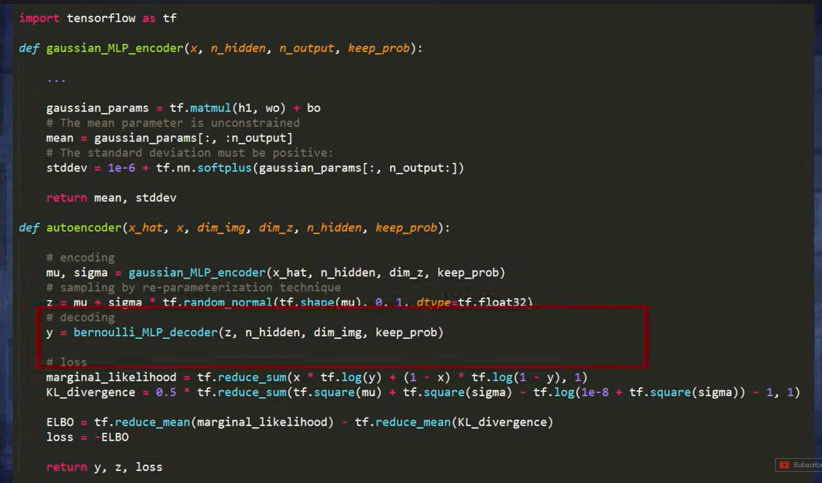 import tensorflow as tf
def gaussian_MLP_encoder(x, n_hidden, n_output, keep_prob):
...
gaussian_params = tf.matmul(h1, wo) + bo
# The mean parameter is unconstrained
mean = gaussian_params[:, :n_output]
# The standard deviation must be positive:
stddev = 1e-6 + tf.nn.softplus(gaussian_params[:, n_output:])
return mean, stddev
def autoencoder(x_hat, x, dim_img, dim_z, n_hidden, keep_prob):
# encoding
mu, sigma = gaussian_MLP_encoder(x_hat, n_hidden, dim_z, keep_prob)
# sampling by re-parameterization technique
z = mu + sigma * tf.random_normal(tf.shape(mu), 0, 1, dtype=tf.float32)
# decoding
y = bernoulli_MLP_decoder(z, n_hidden, dim_img, keep_prob)
# loss
marginal_likelihood = tf.reduce_sum(x * tf.log(y) + (1 - x) * tf.log(1 - y), 1)
KL_divergence = 0.5 * tf.reduce_sum(tf.square(mu) + tf.square(sigma) - tf.log(1e-8 + tf.square(sigma)) - 1, 1)
ELBO = tf.reduce_mean(marginal_likelihood) - tf.reduce_mean(KL_divergence)
loss = -ELBO
return y, z, loss
Subscribe